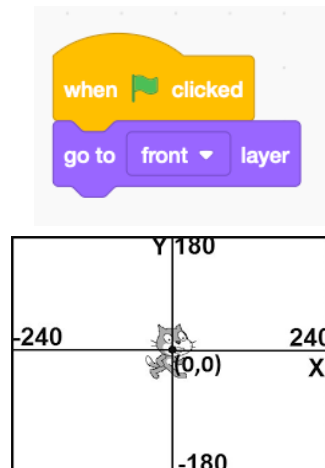 when clicked
go to front layer
Y 180
-240 240
(0,0) X
-180